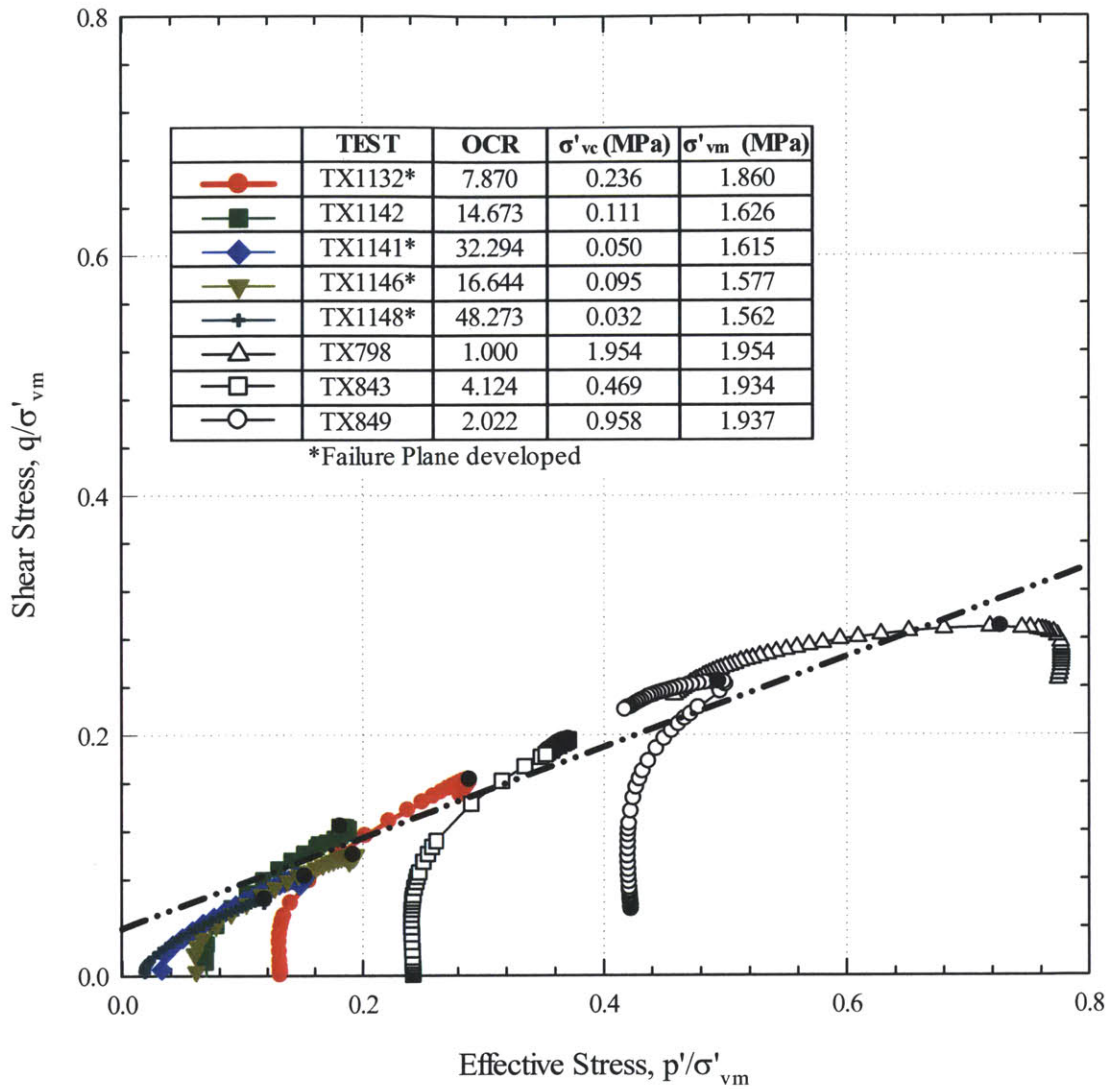 0.8
0.6
0.4
0.2
0.0
Shear Stress, q/σ'vm
TEST OCR σ'vc (MPa) σ'vm (MPa)
TX1132* 7.870 0.236 1.860
TX1142 14.673 0.111 1.626
TX1141* 32.294 0.050 1.615
TX1146* 16.644 0.095 1.577
TX1148* 48.273 0.032 1.562
TX798 1.000 1.954 1.954
TX843 4.124 0.469 1.934
TX849 2.022 0.958 1.937
*Failure Plane developed
0.0 0.2 0.4 0.6 0.8
Effective Stress, p'/σ'vm